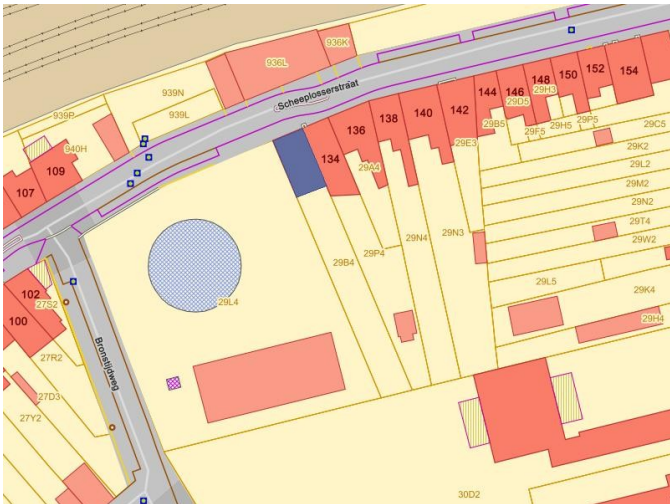 936K
936L
939N
939L
939P
940H
107
109
Scheeplosserstraat
134
136
138
140
142
144
146
148
150
152
154
29A4
29E3
29B5
29D5
29F5
29H3
29H5
29P5
29C5
29K2
29L2
29M2
29N2
29T4
29W2
29L5
29K4
29H4
29B4
29P4
29N4
29N3
29L4
102
27S2
100
27R2
27D3
27Y2
Bronstijdweg
30D2